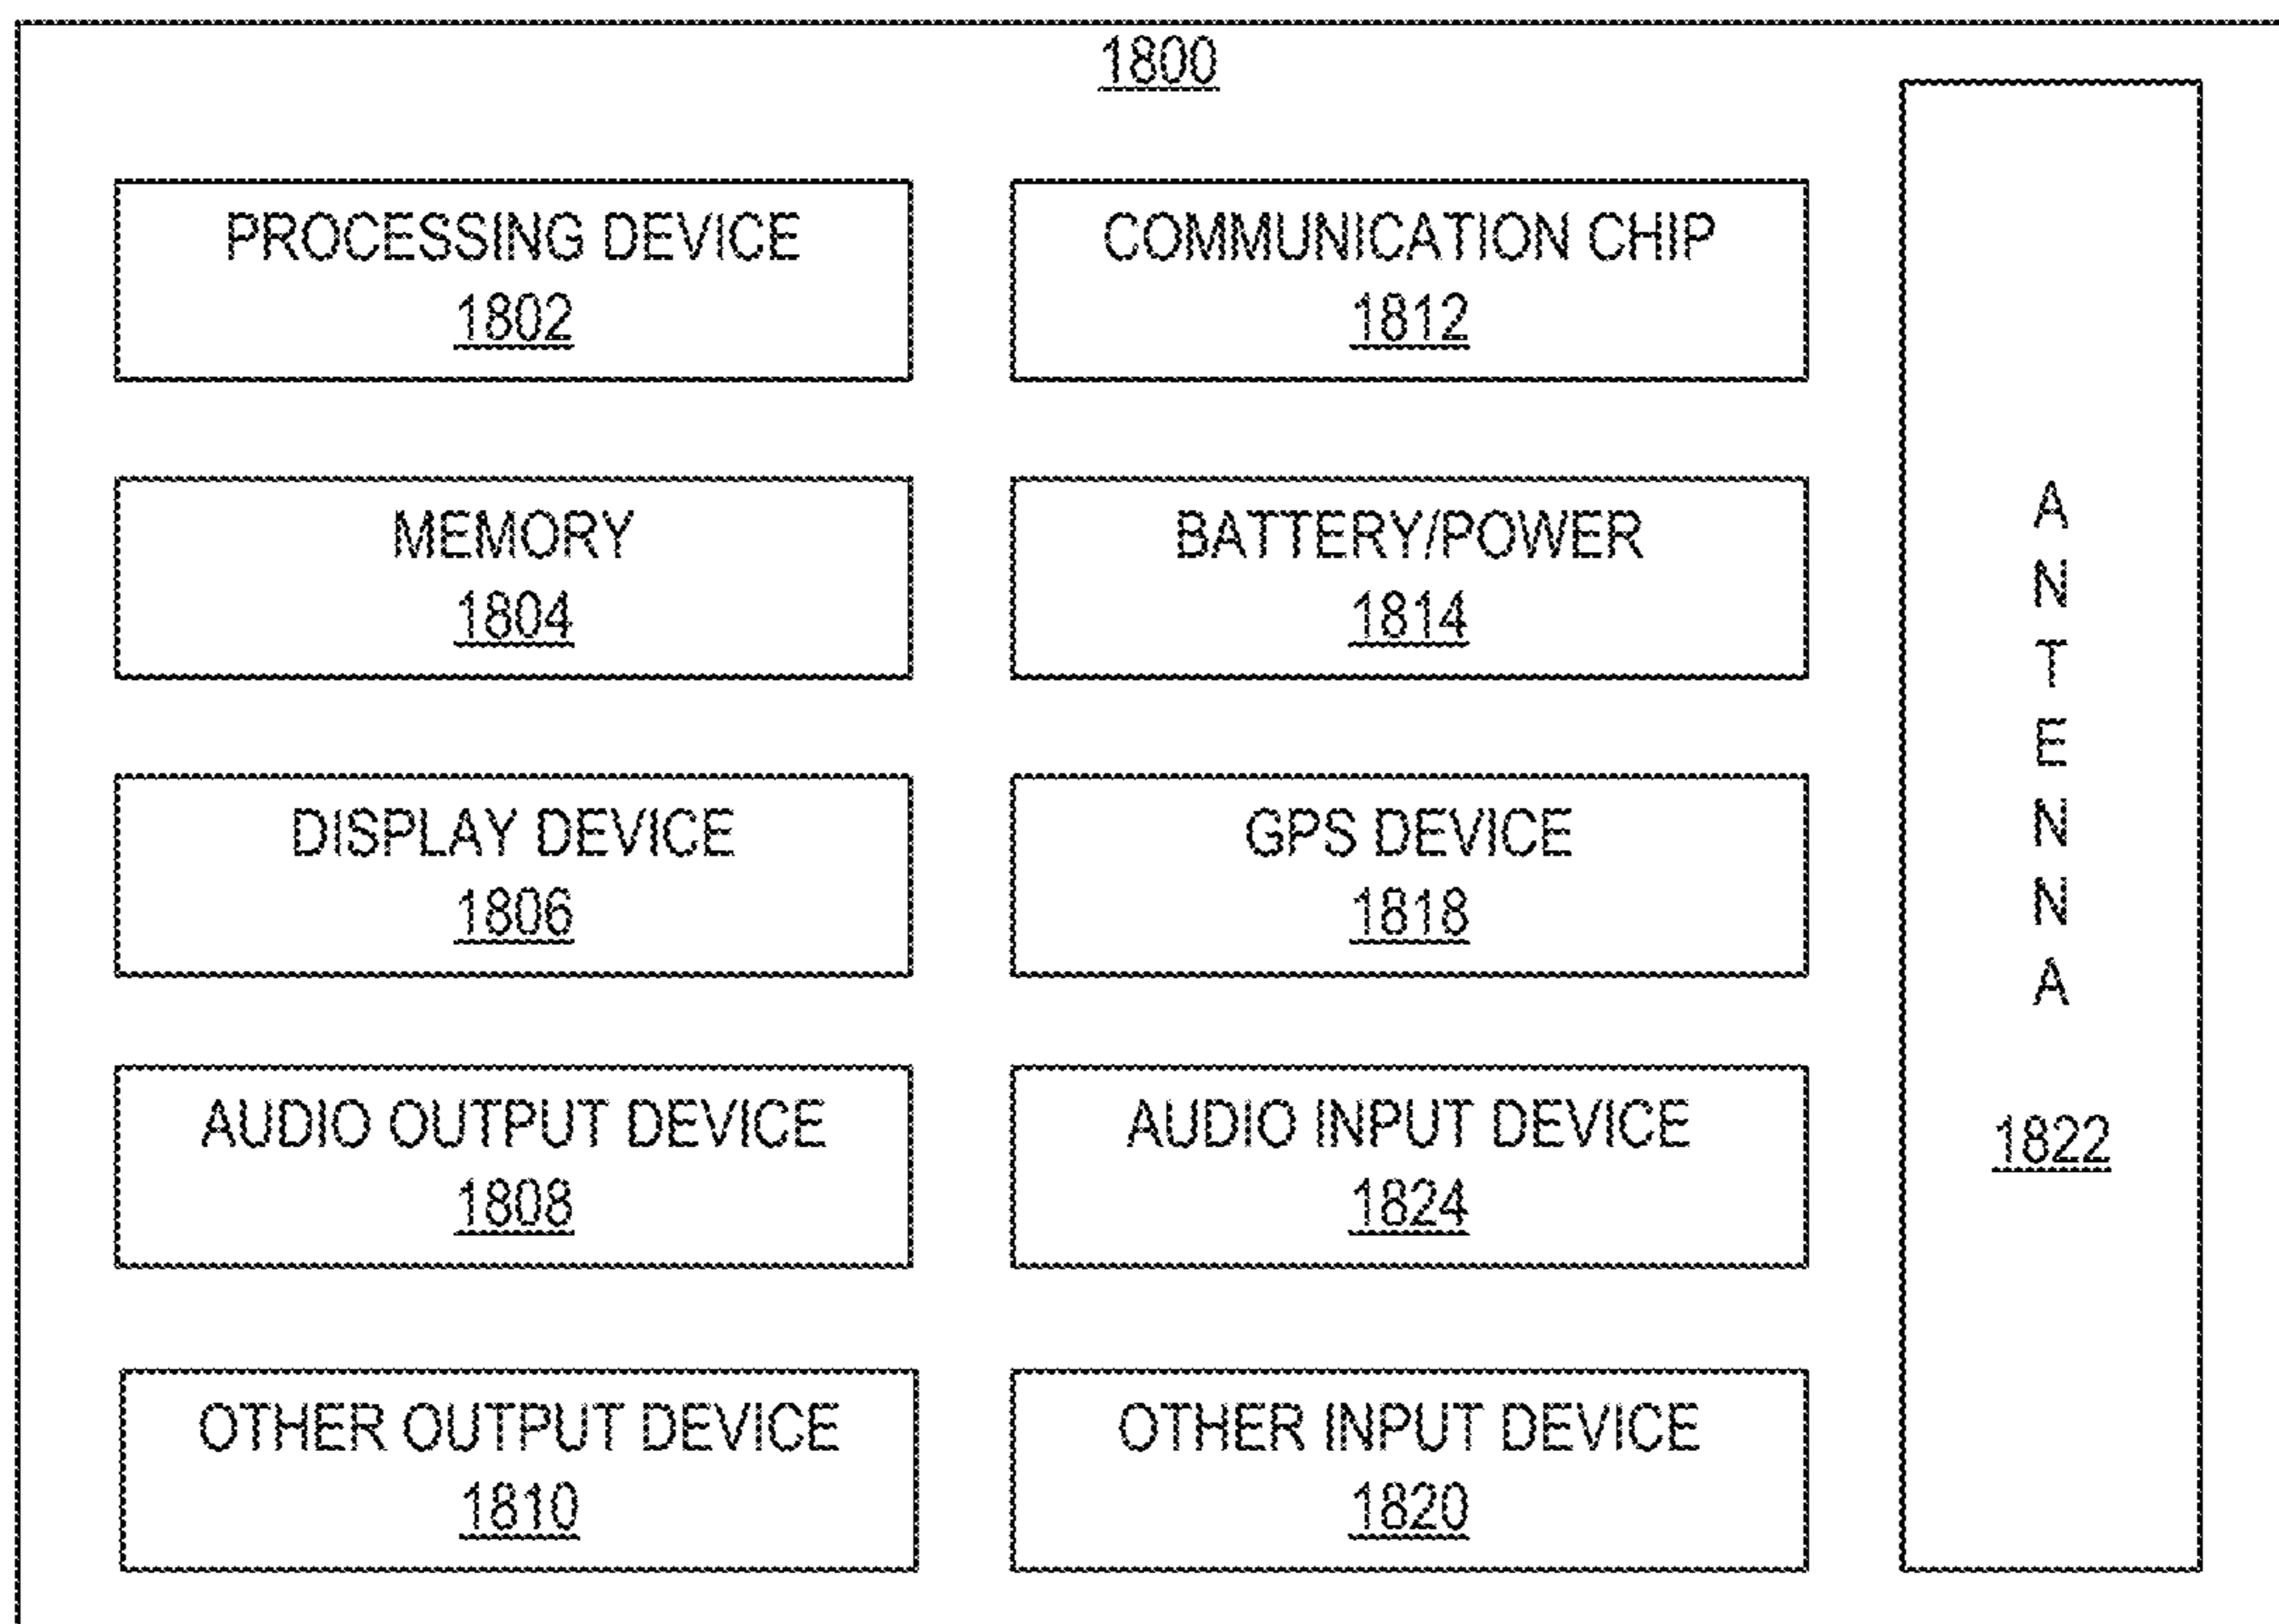 1800
PROCESSING DEVICE
1802
COMMUNICATION CHIP
1812
MEMORY
1804
BATTERY/POWER
1814
DISPLAY DEVICE
1806
GPS DEVICE
1818
AUDIO OUTPUT DEVICE
1808
AUDIO INPUT DEVICE
1824
OTHER OUTPUT DEVICE
1810
OTHER INPUT DEVICE
1820
ANTENNA
1822